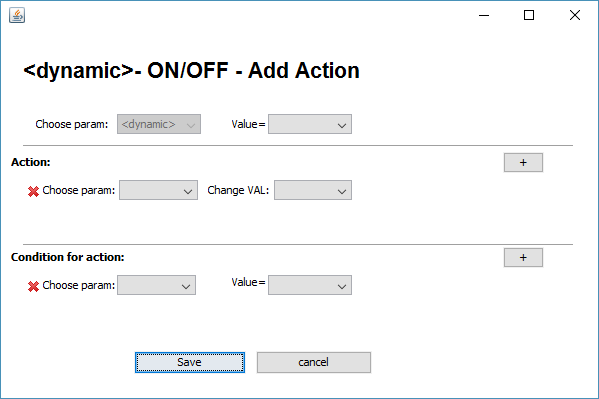 <dynamic>- ON/OFF - Add Action
Choose param: <dynamic> Value=
Action: +
Choose param: Change VAL:
Condition for action: +
Choose param: Value=
Save cancel